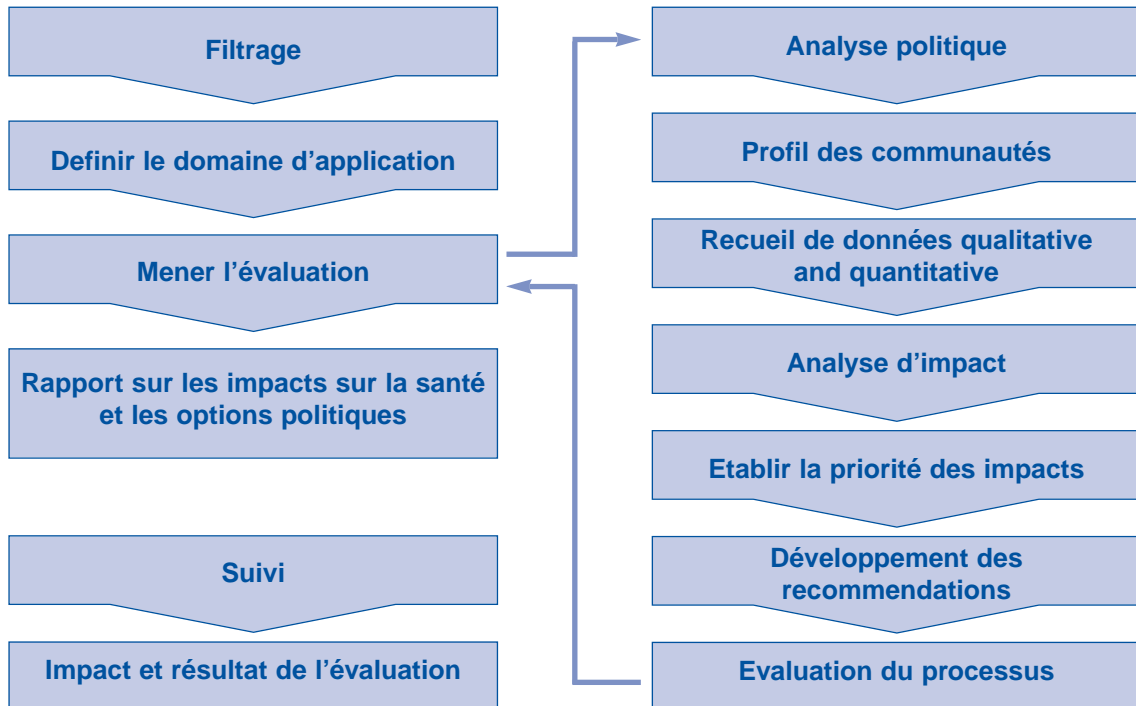 Filtrage
Definir le domaine d'application
Mener l'évaluation
Rapport sur les impacts sur la santé
et les options politiques
Suivi
Impact et résultat de l'évaluation
Analyse politique
Profil des communautés
Recueil de données qualitative
and quantitative
Analyse d'impact
Etablir la priorité des impacts
Développement des
recommendations
Evaluation du processus